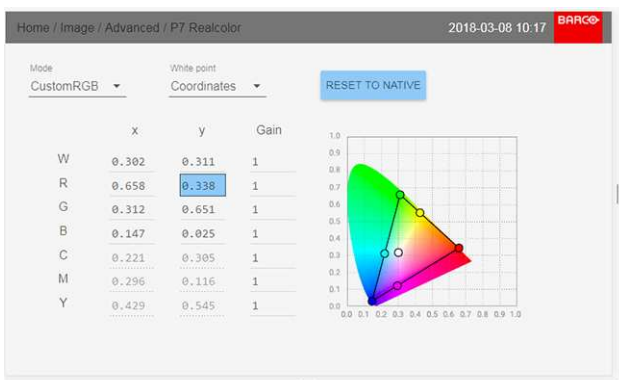 Home / Image / Advanced / P7 Realcolor 2018-03-08 10:17 BARCO
Mode White point
CustomRGB Coordinates RESET TO NATIVE
x y Gain
W 0.302 0.311 1
R 0.658 0.338 1
G 0.312 0.651 1
B 0.147 0.025 1
C 0.221 0.305 1
M 0.296 0.116 1
Y 0.429 0.545 1
1.0
0.9
0.8
0.7
0.6
0.5
0.4
0.3
0.2
0.1
0.0
0.0 0.1 0.2 0.3 0.4 0.5 0.6 0.7 0.8 0.9 1.0